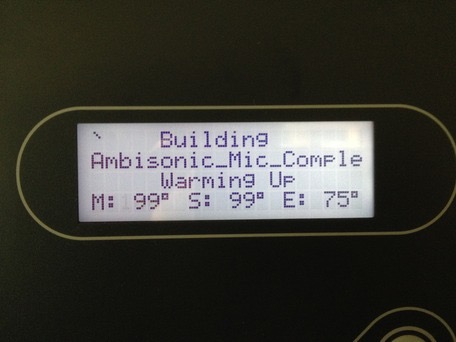 Building
Ambisonic_Mic_Comple
Warming Up
M: 99° S: 99° E: 75°